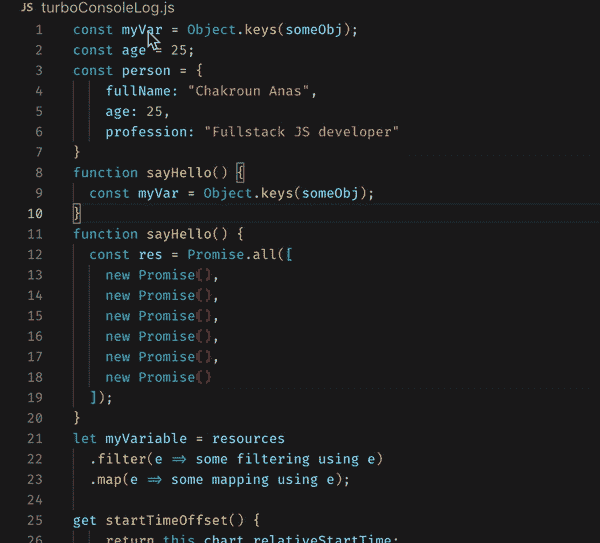 JS turboConsoleLog.js
1 const myVar = Object.keys(someObj);
2 const age = 25;
3 const person = {
4 fullName: "Chakroun Anas",
5 age: 25,
6 profession: "Fullstack JS developer"
7 }
8 function sayHello() {
9 const myVar = Object.keys(someObj);
10 }
11 function sayHello() {
12 const res = Promise.all([
13 new Promise(),
14 new Promise(),
15 new Promise(),
16 new Promise(),
17 new Promise(),
18 new Promise()
19 ]);
20 }
21 let myVariable = resources
22 .filter(e => some filtering using e)
23 .map(e => some mapping using e);
24
25 get startTimeOffset() {
26 return this.chart.relativeStartTime;